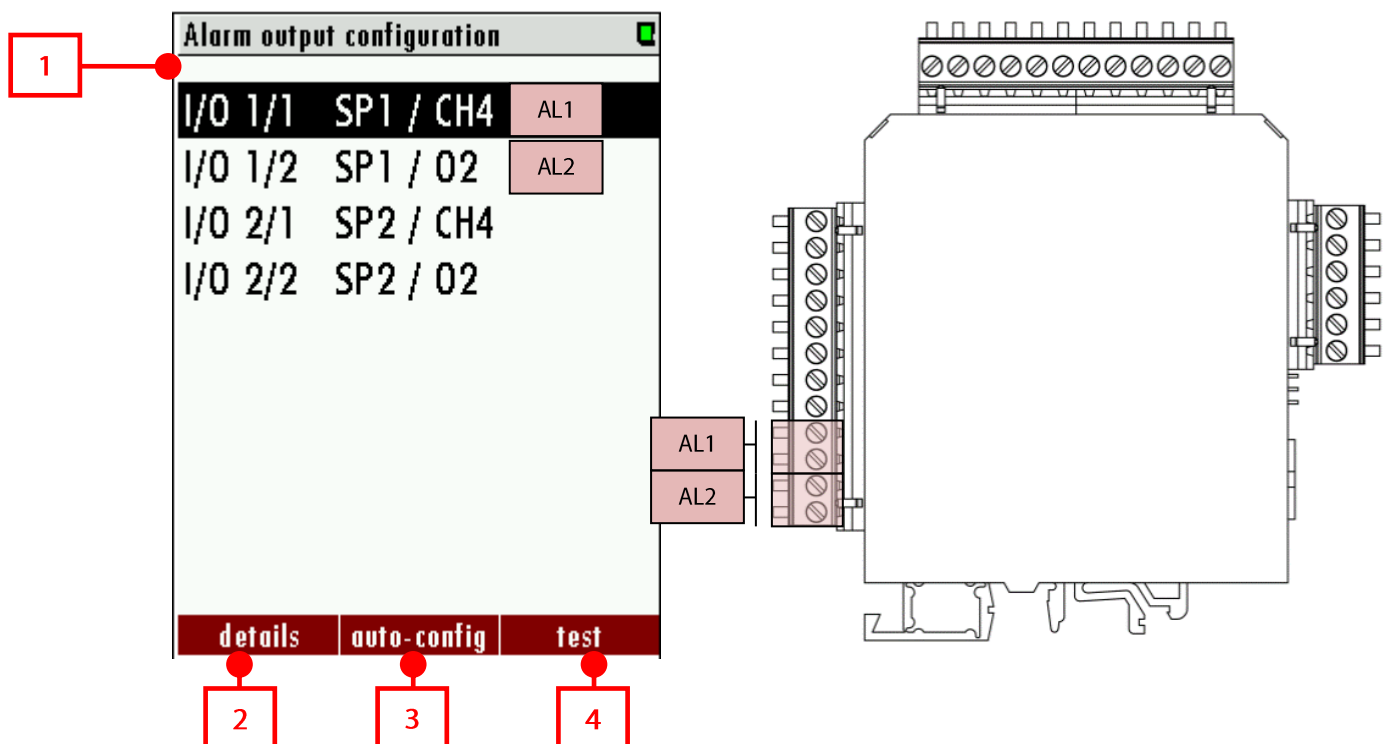 Alarm output configuration
1
I/O 1/1 SP1 / CH4 AL1
I/O 1/2 SP1 / O2 AL2
I/O 2/1 SP2 / CH4
I/O 2/2 SP2 / O2
AL1
AL2
details auto-config test
2 3 4